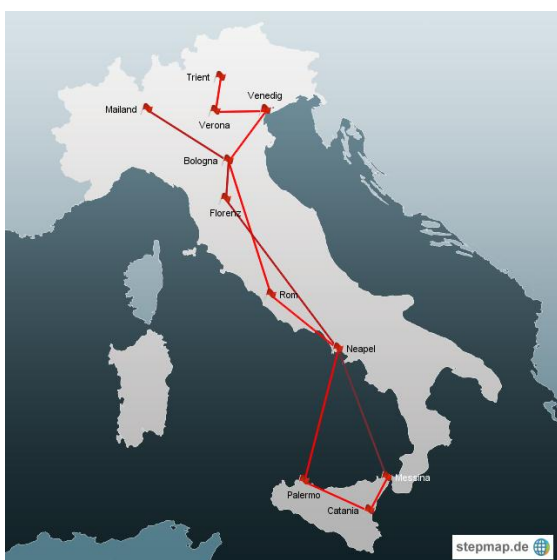 Trient
Venedig
Mailand
Verona
Bologna
Florenz
Rom
Neapel
Messina
Palermo
Catania
stepmap.de